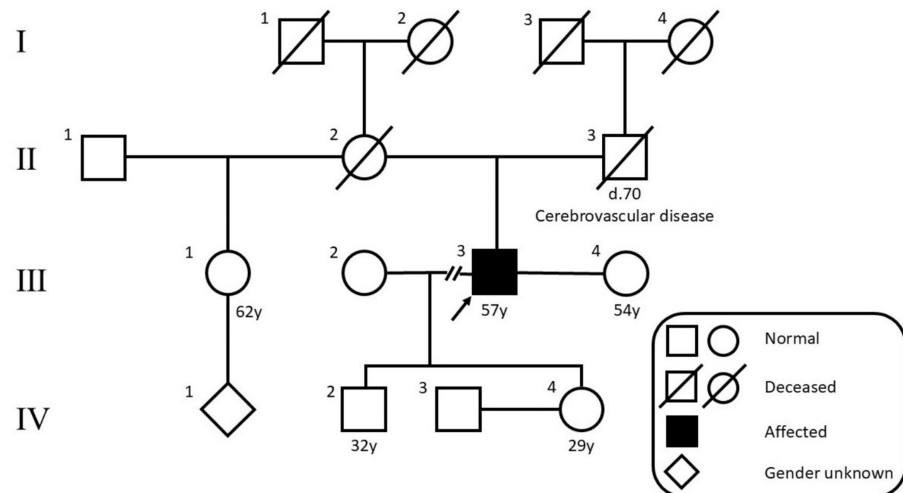 I
1
2
3
4
II
1
2
3
d.70
Cerebrovascular disease
III
1
2
3
4
62y
57y
54y
IV
1
2
3
4
32y
29y
Normal
Deceased
Affected
Gender unknown